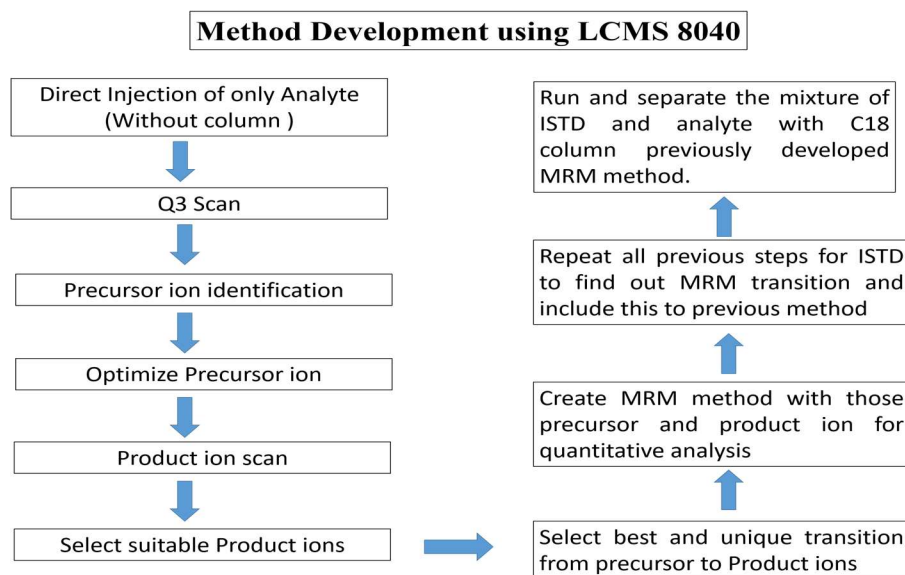 Method Development using LCMS 8040
Direct Injection of only Analyte
(Without column )
Q3 Scan
Precursor ion identification
Optimize Precursor ion
Product ion scan
Select suitable Product ions
Select best and unique transition
from precursor to Product ions
Create MRM method with those
precursor and product ion for
quantitative analysis
Repeat all previous steps for ISTD
to find out MRM transition and
include this to previous method
Run and separate the mixture of
ISTD and analyte with C18
column previously developed
MRM method.